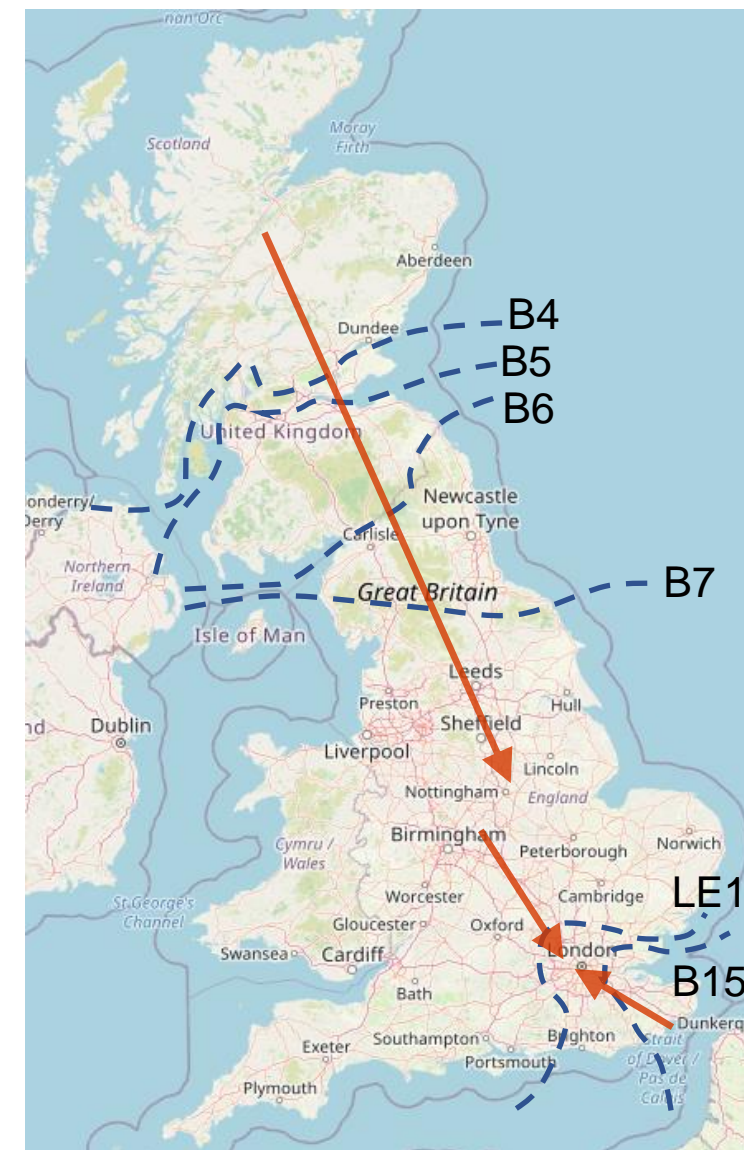 nan Orc
Moray
Firth
Scotland
Aberdeen
B4
Dundee
B5
B6
United Kingdom
onderry/
Derry
Newcastle
upon Tyne
Carlisle
Northern
Ireland
B7
Great Britain
Isle of Man
Leeds
Preston
Hull
nd
Dublin
Sheffield
Liverpool
Lincoln
Nottingham
England
Birmingham
Norwich
Cymru /
Wales
Peterborough
LE1
St George's
Channel
Worcester
Cambridge
Gloucester
Oxford
Swansea
Cardiff
London
B15
Bath
Dunkerq
Southampton
Brighton
Strait
of Dover /
Pas de
Calais
Exeter
Portsmouth
Plymouth